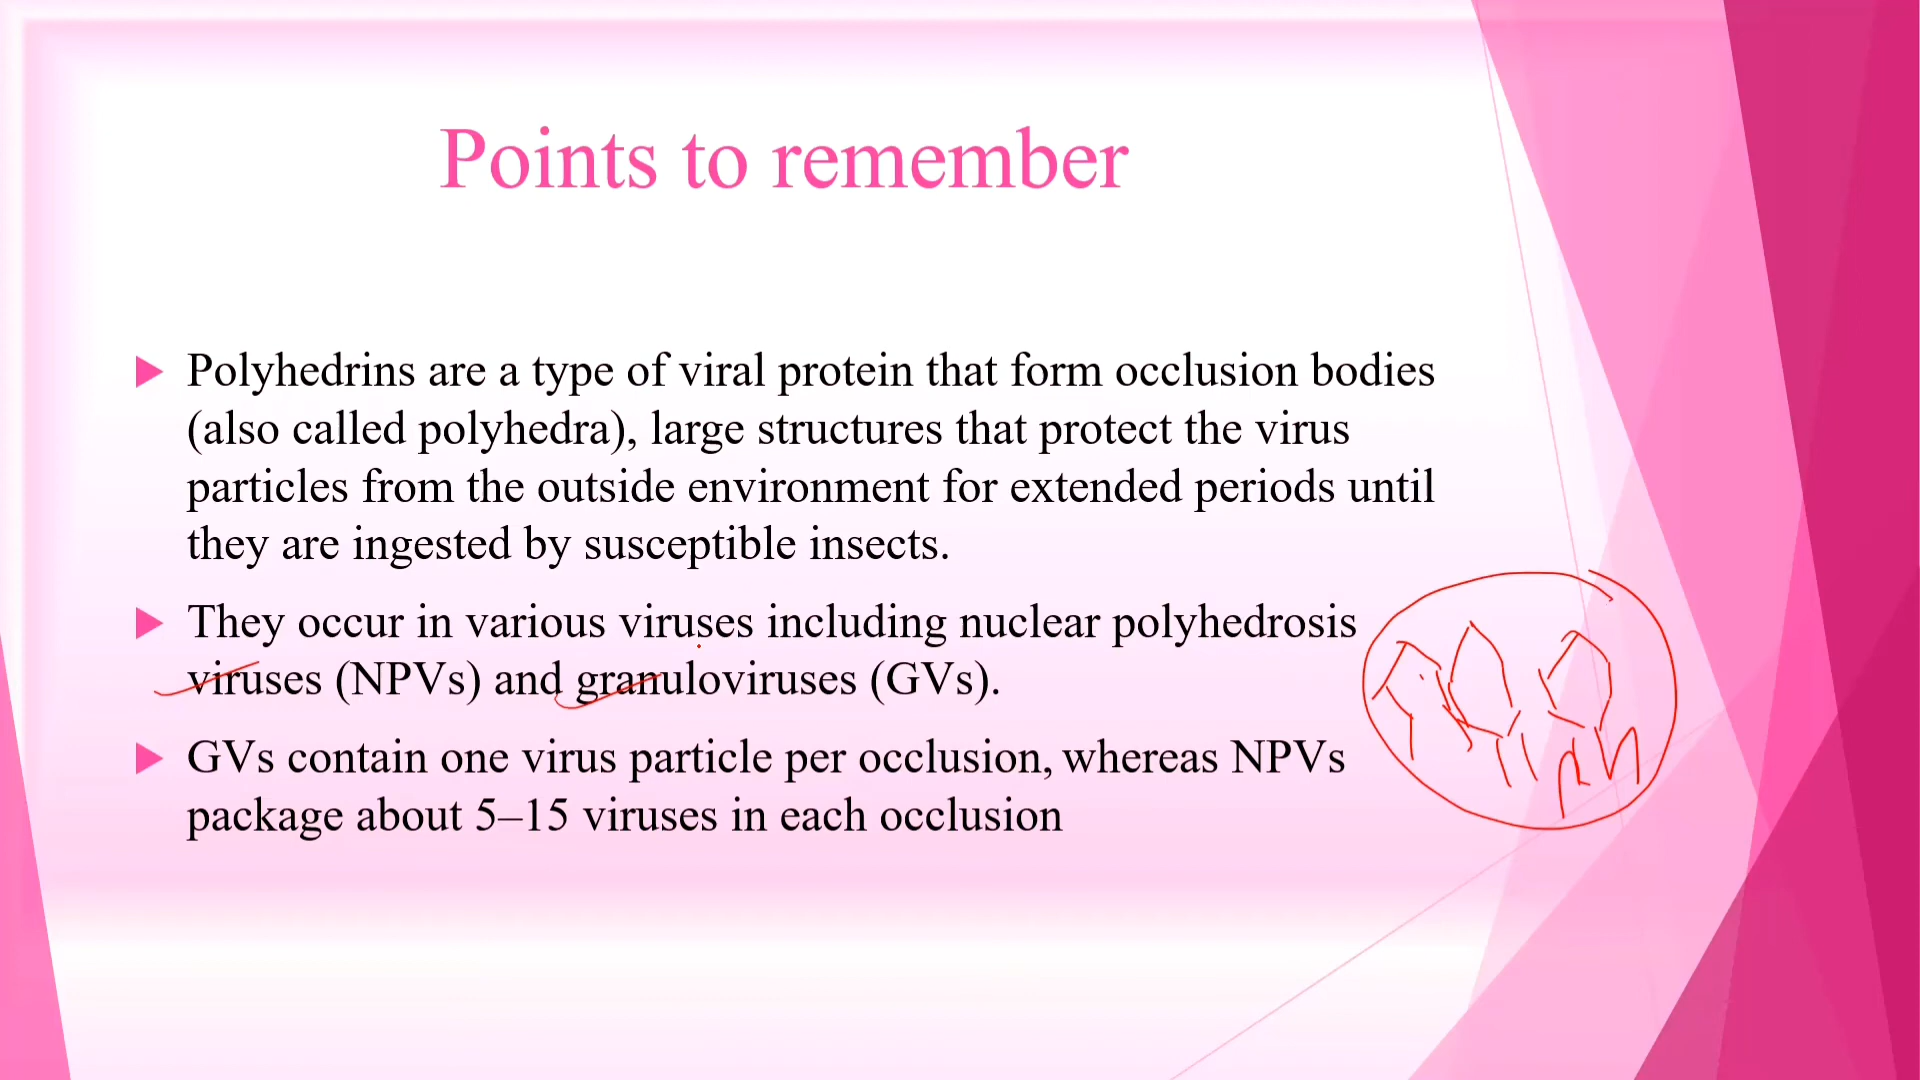 Points to remember
Polyhedrins are a type of viral protein that form occlusion bodies
(also called polyhedra), large structures that protect the virus
particles from the outside environment for extended periods until
they are ingested by susceptible insects.
They occur in various viruses including nuclear polyhedrosis
viruses (NPVs) and granuloviruses (GVs).
GVs contain one virus particle per occlusion, whereas NPVs
package about 5–15 viruses in each occlusion